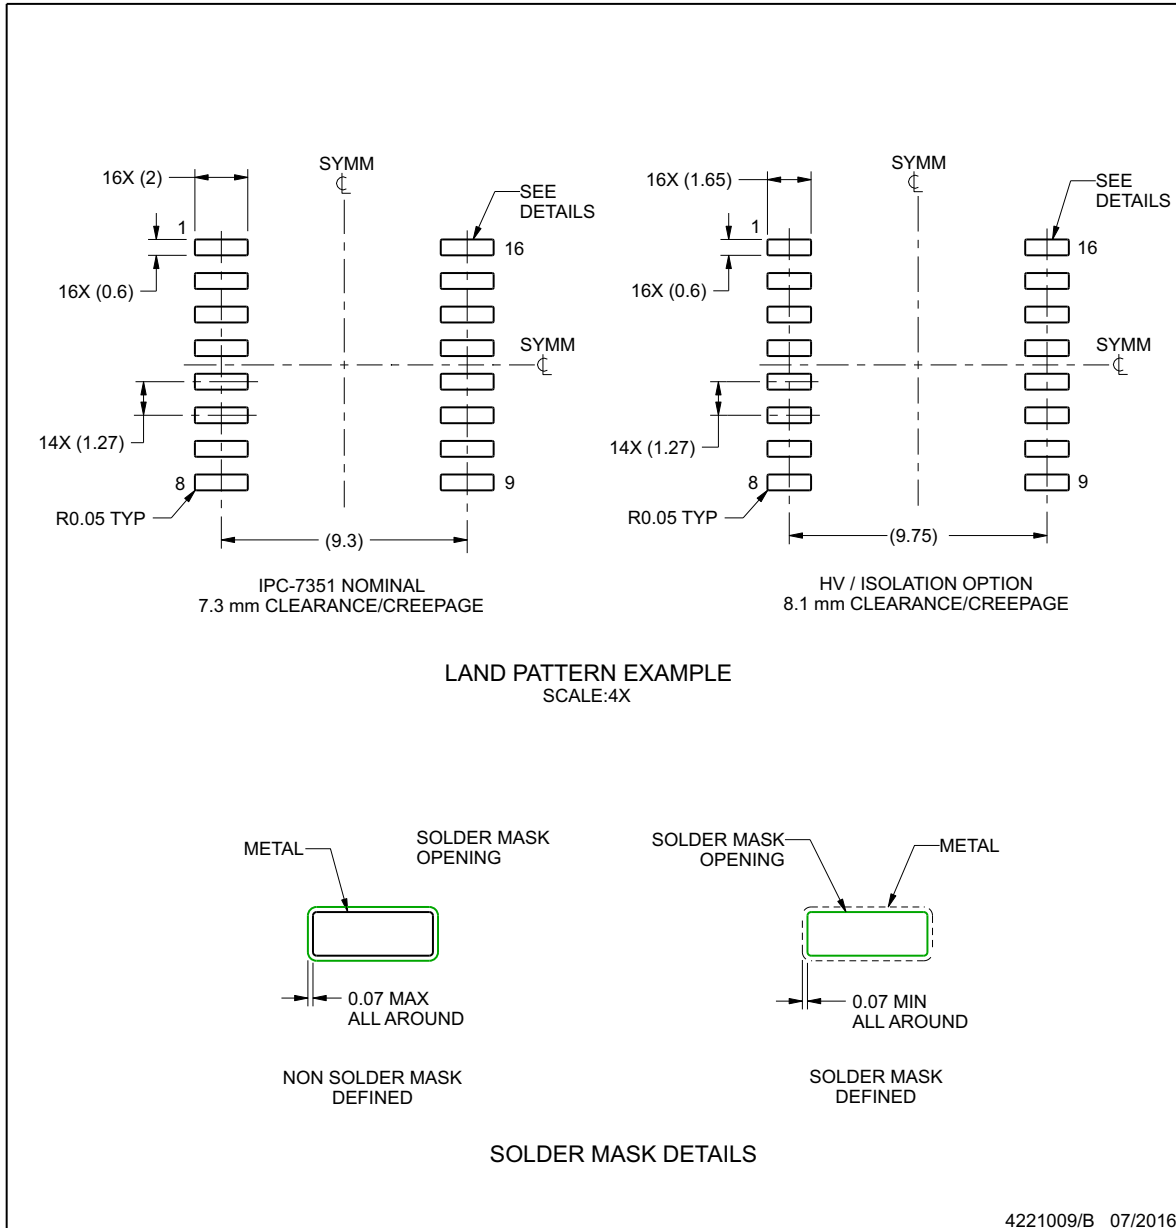 16X (2)
SYMM
℄
SEE
DETAILS
1
16
16X (0.6)
SYMM
℄
14X (1.27)
8
9
R0.05 TYP
(9.3)
IPC-7351 NOMINAL
7.3 mm CLEARANCE/CREEPAGE
16X (1.65)
SYMM
℄
SEE
DETAILS
1
16
16X (0.6)
SYMM
℄
14X (1.27)
8
9
R0.05 TYP
(9.75)
HV / ISOLATION OPTION
8.1 mm CLEARANCE/CREEPAGE
LAND PATTERN EXAMPLE
SCALE:4X
METAL
SOLDER MASK
OPENING
0.07 MAX
ALL AROUND
NON SOLDER MASK
DEFINED
SOLDER MASK
OPENING
METAL
0.07 MIN
ALL AROUND
SOLDER MASK
DEFINED
SOLDER MASK DETAILS
4221009/B 07/2016